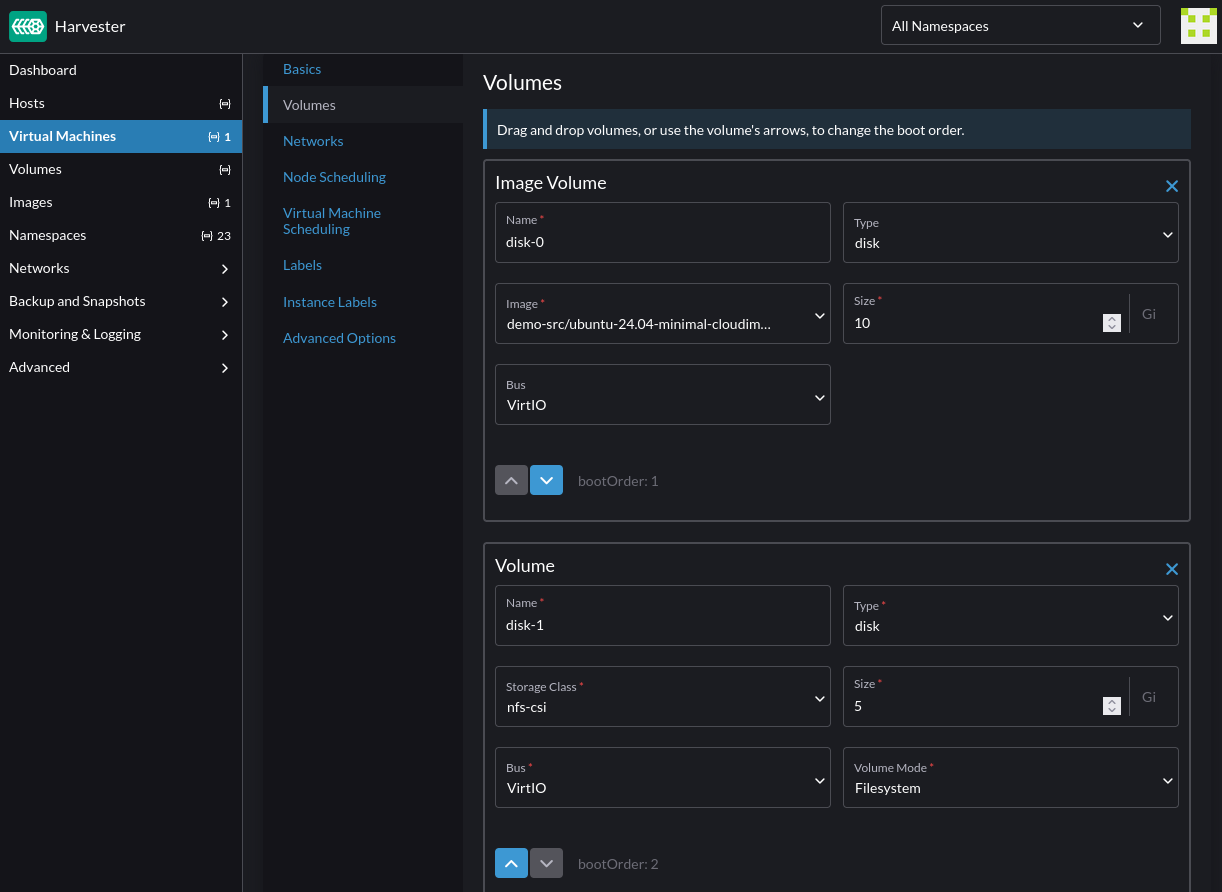 Harvester
All Namespaces
Dashboard
Hosts
Virtual Machines 1
Volumes
Images 1
Namespaces 23
Networks
Backup and Snapshots
Monitoring & Logging
Advanced
Basics
Volumes
Networks
Node Scheduling
Virtual Machine
Scheduling
Labels
Instance Labels
Advanced Options
Volumes
Drag and drop volumes, or use the volume's arrows, to change the boot order.
Image Volume
Name *
disk-0
Type
disk
Image *
demo-src/ubuntu-24.04-minimal-cloudim...
Size *
10 Gi
Bus
VirtIO
bootOrder: 1
Volume
Name *
disk-1
Type *
disk
Storage Class *
nfs-csi
Size *
5 Gi
Bus *
VirtIO
Volume Mode *
Filesystem
bootOrder: 2